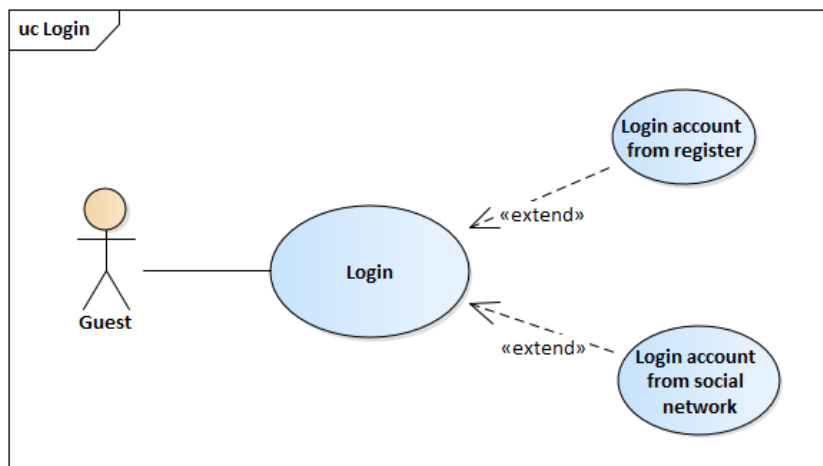 uc Login
Login account
from register
«extend»
Login
Guest
«extend»
Login account
from social
network